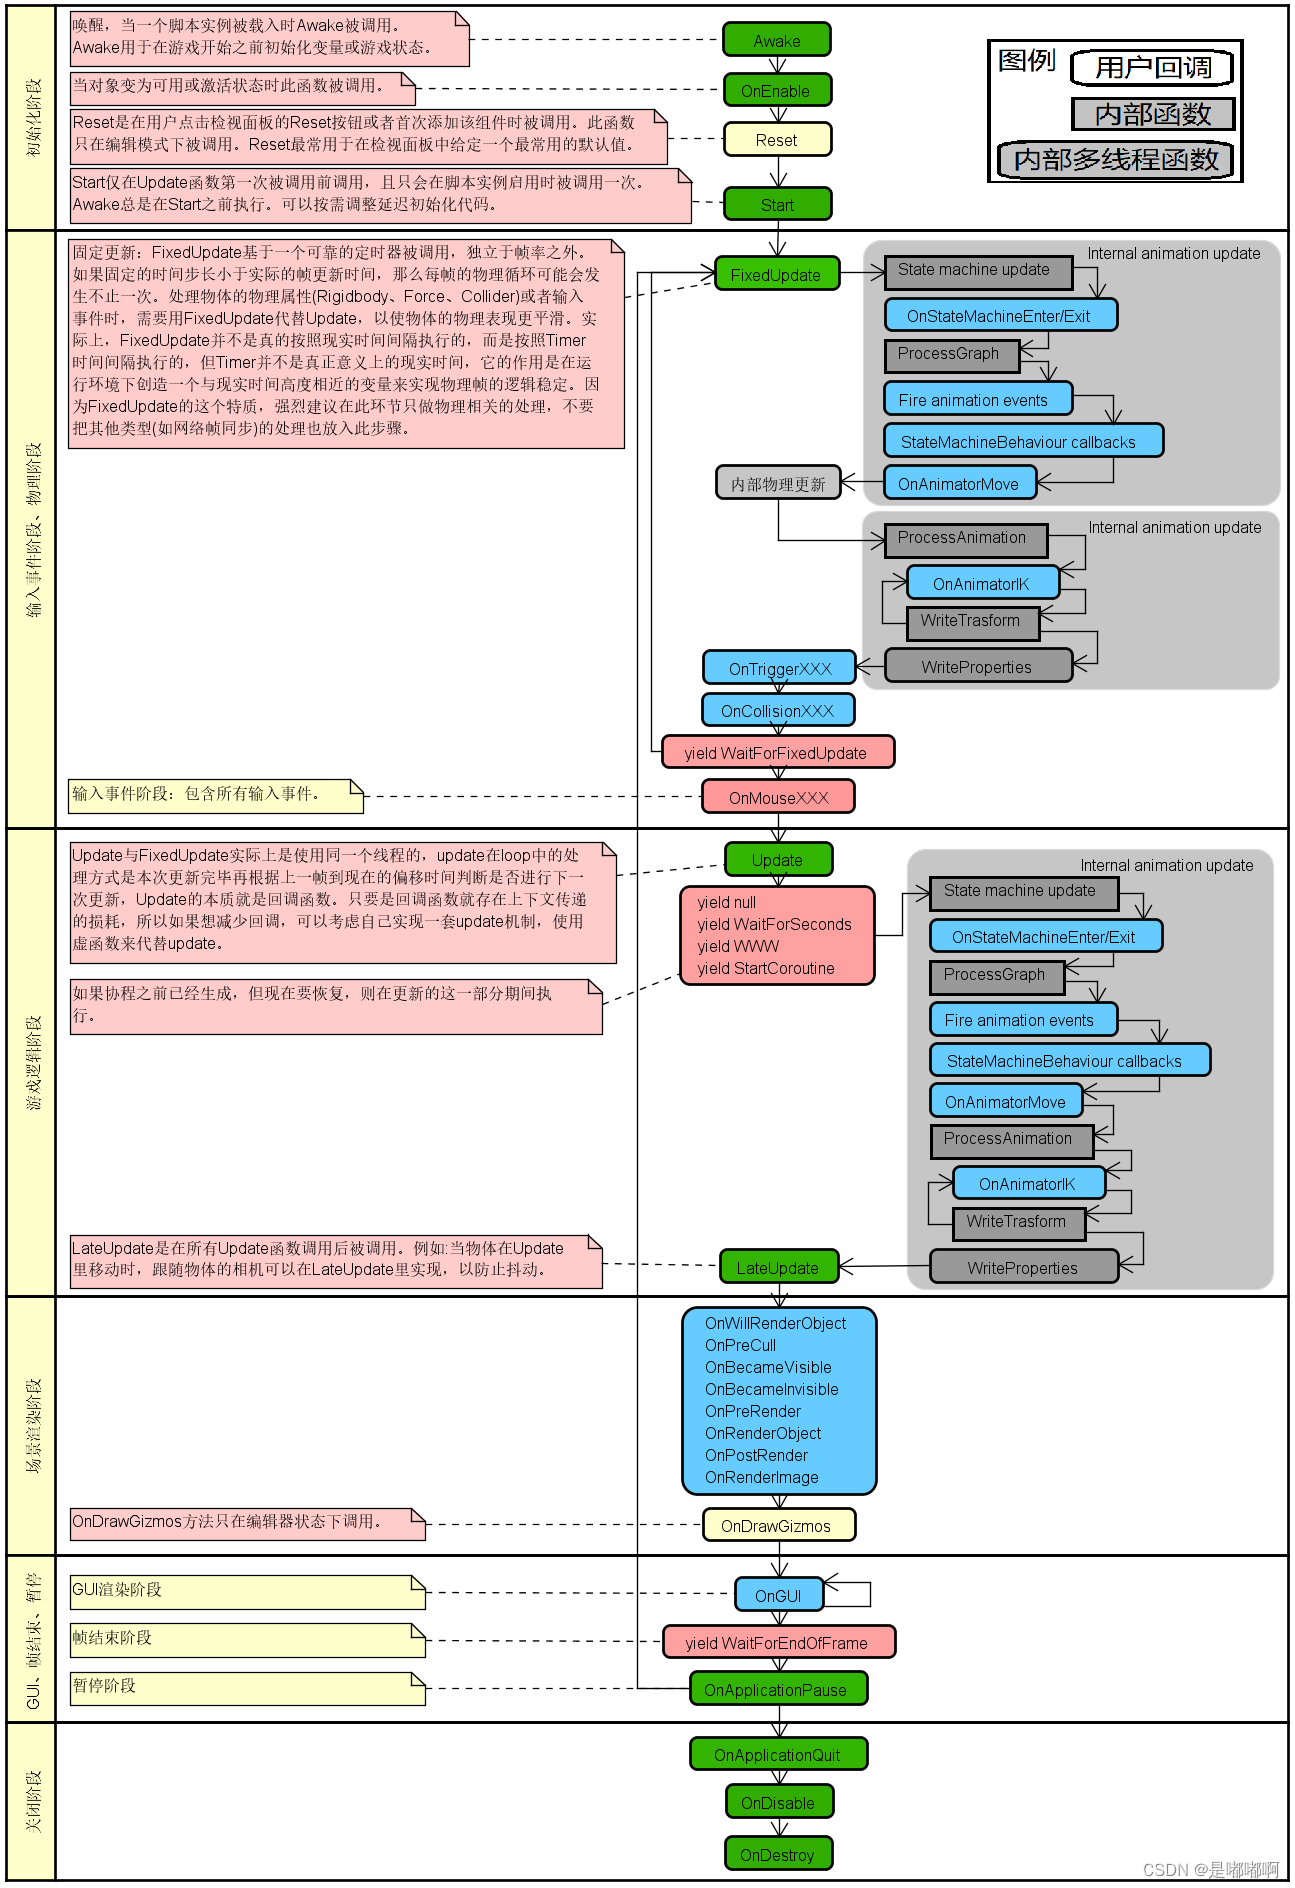 初始化阶段
唤醒，当一个脚本实例被载入时Awake被调用。
Awake用于在游戏开始之前初始化变量或游戏状态。
Awake
当对象变为可用或激活状态时此函数被调用。
OnEnable
Reset是在用户点击检视面板的Reset按钮或者首次添加该组件时被调用。此函数
只在编辑模式下被调用。Reset最常用于在检视面板中给定一个最常用的默认值。
Reset
Start仅在Update函数第一次被调用前调用，且只会在脚本实例启用时被调用一次。
Awake总是在Start之前执行。可以按需调整延迟初始化代码。
Start
图例
用户回调
内部函数
内部多线程函数
输入事件阶段、物理阶段
固定更新：FixedUpdate基于一个可靠的定时器被调用，独立于帧率之外。
如果固定的时间步长小于实际的帧更新时间，那么每帧的物理循环可能会发
生不止一次。处理物体的物理属性(Rigidbody、Force、Collider)或者输入
事件时，需要用FixedUpdate代替Update，以使物体的物理表现更平滑。实
际上，FixedUpdate并不是真的按照现实时间间隔执行的，而是按照Timer
时间间隔执行的，但Timer并不是真正意义上的现实时间，它的作用是在运
行环境下创造一个与现实时间高度相近的变量来实现物理帧的逻辑稳定。因
为FixedUpdate的这个特质，强烈建议在此环节只做物理相关的处理，不要
把其他类型(如网络帧同步)的处理也放入此步骤。
FixedUpdate
Internal animation update
State machine update
OnStateMachineEnter/Exit
ProcessGraph
Fire animation events
StateMachineBehaviour callbacks
OnAnimatorMove
内部物理更新
Internal animation update
ProcessAnimation
OnAnimatorIK
WriteTrasform
WriteProperties
OnTriggerXXX
OnCollisionXXX
yield WaitForFixedUpdate
输入事件阶段：包含所有输入事件。
OnMouseXXX
游戏逻辑阶段
Update与FixedUpdate实际上是使用同一个线程的，update在loop中的处
理方式是本次更新完毕再根据上一帧到现在的偏移时间判断是否进行下一
次更新，Update的本质就是回调函数。只要是回调函数就存在上下文传递
的损耗，所以如果想减少回调，可以考虑自己实现一套update机制，使用
虚函数来代替update。
Update
yield null
yield WaitForSeconds
yield WWW
yield StartCoroutine
如果协程之前已经生成，但现在要恢复，则在更新的这一部分期间执
行。
Internal animation update
State machine update
OnStateMachineEnter/Exit
ProcessGraph
Fire animation events
StateMachineBehaviour callbacks
OnAnimatorMove
ProcessAnimation
OnAnimatorIK
WriteTrasform
WriteProperties
LateUpdate是在所有Update函数调用后被调用。例如:当物体在Update
里移动时，跟随物体的相机可以在LateUpdate里实现，以防止抖动。
LateUpdate
场景渲染阶段
OnWillRenderObject
OnPreCull
OnBecameVisible
OnBecameInvisible
OnPreRender
OnRenderObject
OnPostRender
OnRenderImage
OnDrawGizmos方法只在编辑器状态下调用。
OnDrawGizmos
GUI、帧结束、暂停
GUI渲染阶段
OnGUI
帧结束阶段
yield WaitForEndOfFrame
暂停阶段
OnApplicationPause
关闭阶段
OnApplicationQuit
OnDisable
OnDestroy
CSDN @是嘟嘟啊